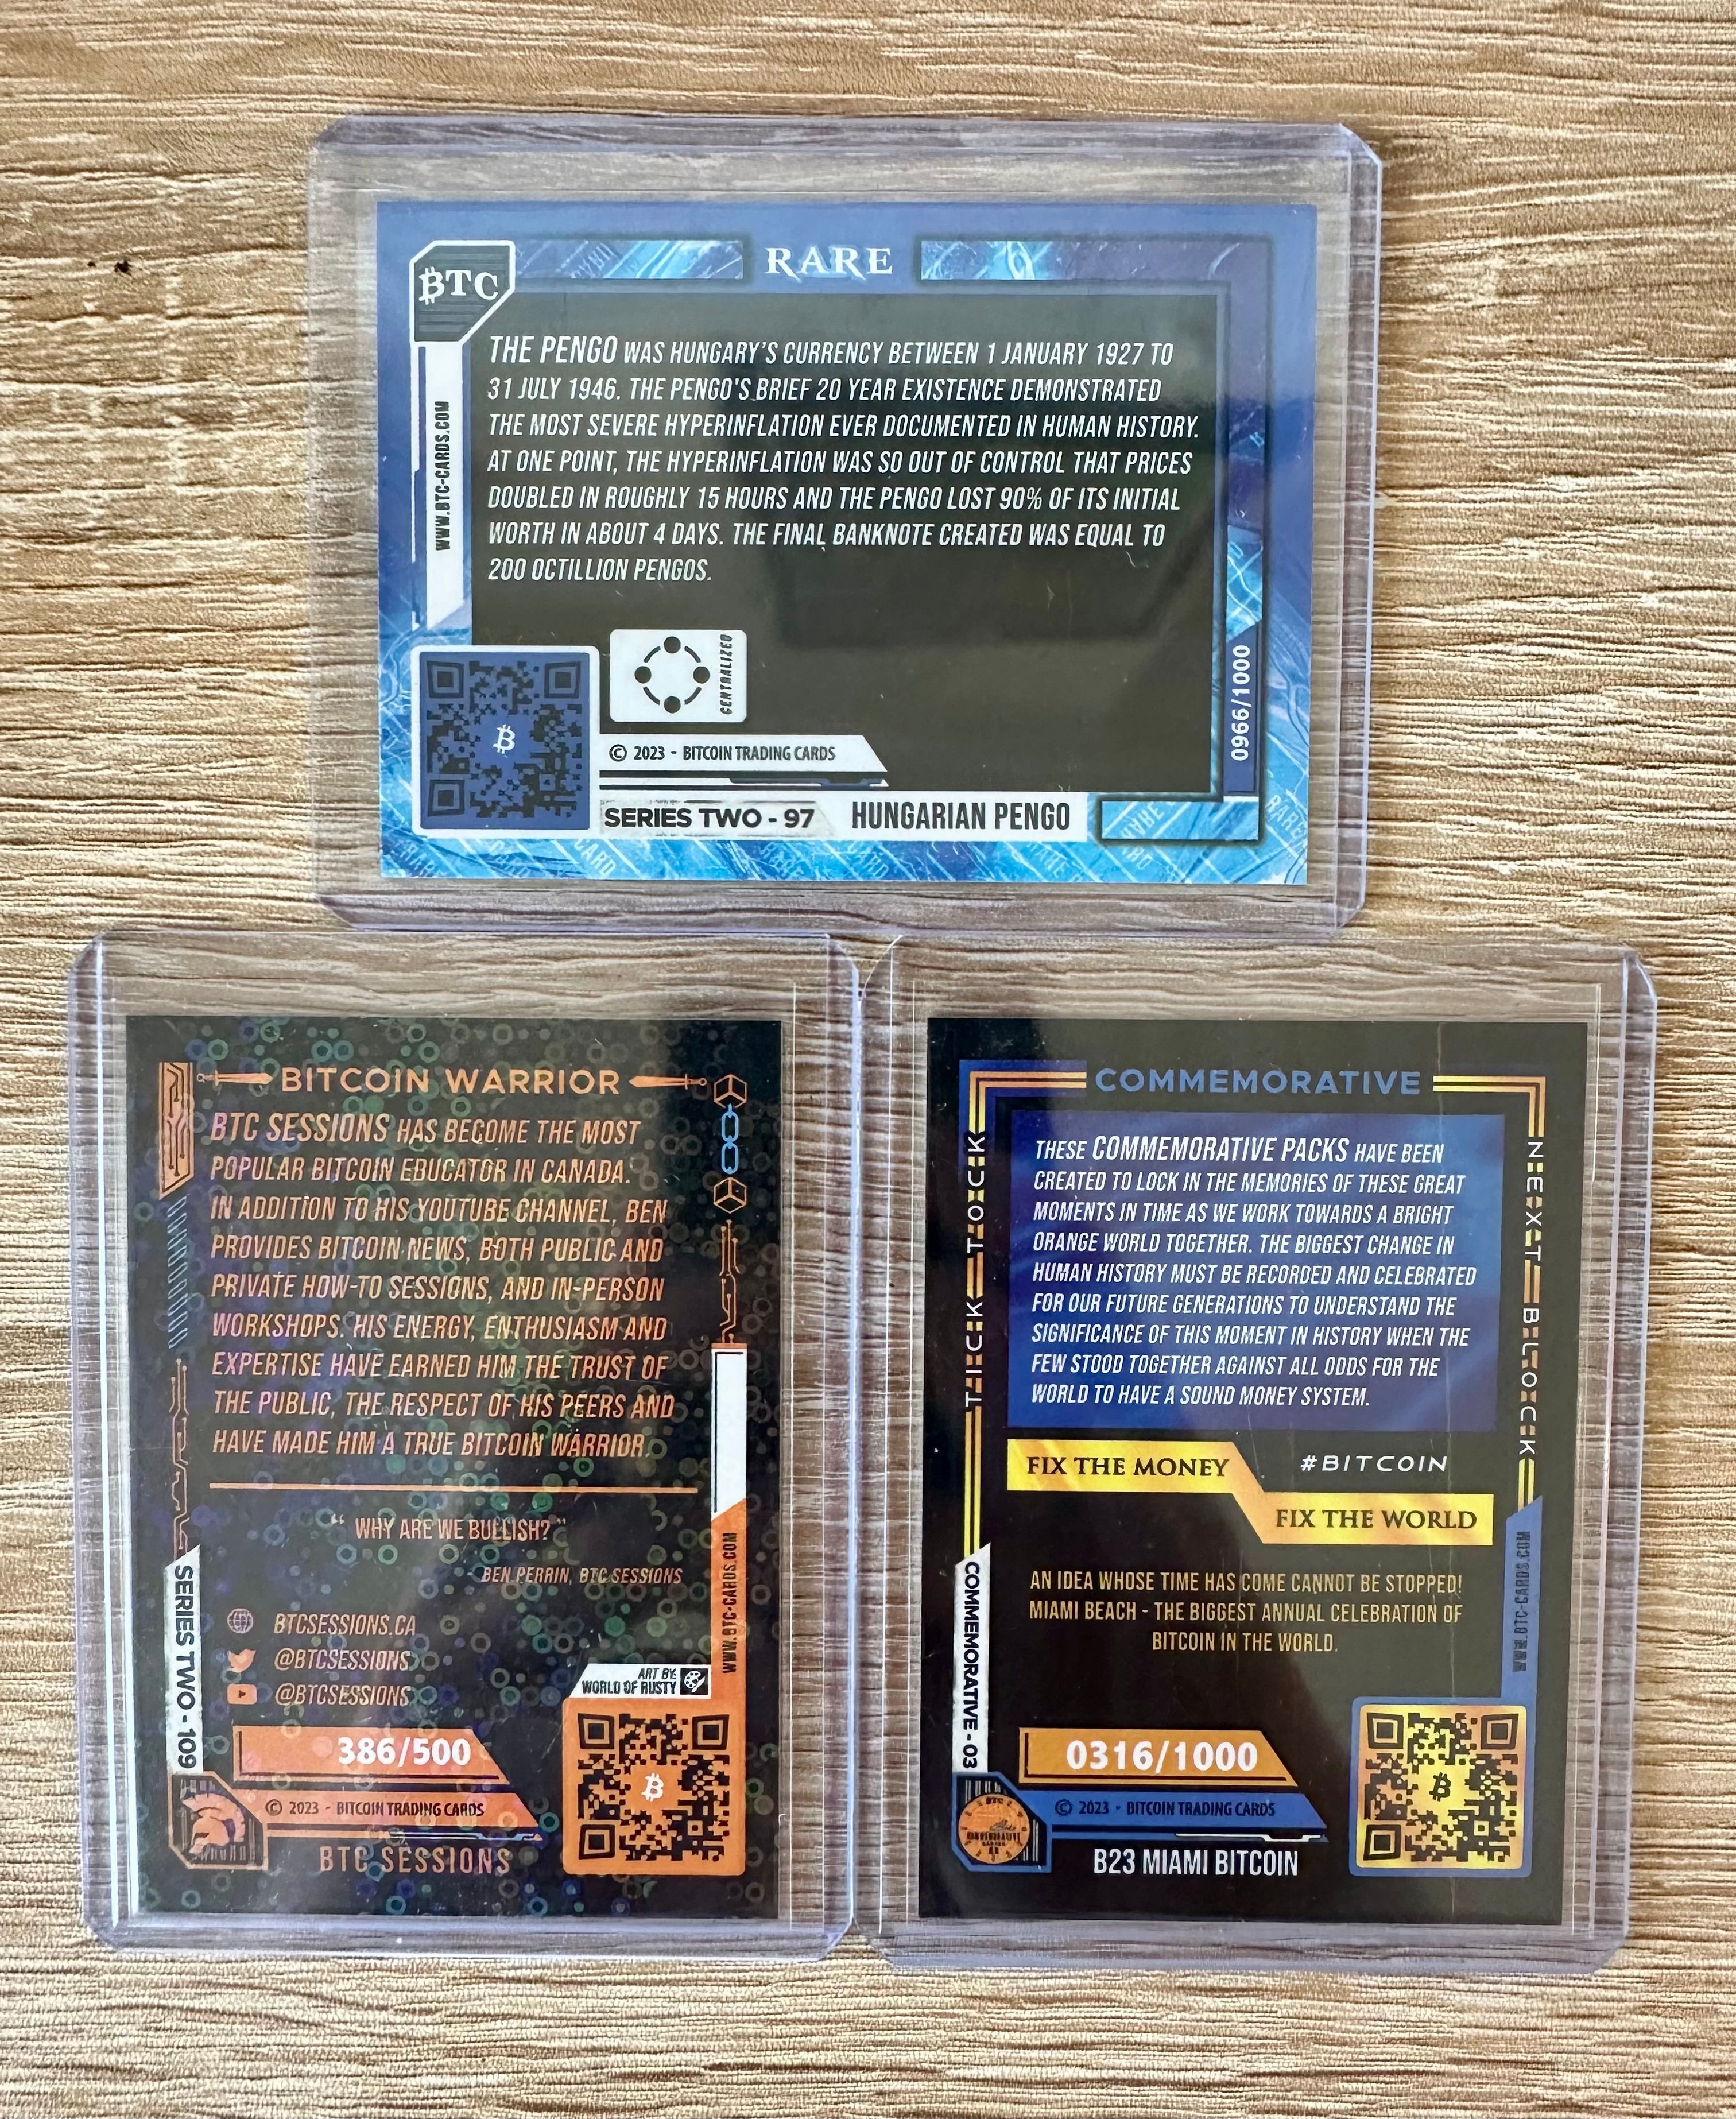 RARE
BTC
THE PENGO WAS HUNGARY'S CURRENCY BETWEEN 1 JANUARY 1927 TO
31 JULY 1946. THE PENGO'S BRIEF 20 YEAR EXISTENCE DEMONSTRATED
THE MOST SEVERE HYPERINFLATION EVER DOCUMENTED IN HUMAN HISTORY.
AT ONE POINT, THE HYPERINFLATION WAS SO OUT OF CONTROL THAT PRICES
DOUBLED IN ROUGHLY 15 HOURS AND THE PENGO LOST 90% OF ITS INITIAL
WORTH IN ABOUT 4 DAYS. THE FINAL BANKNOTE CREATED WAS EQUAL TO
200 OCTILLION PENGOS.
WWW.BTC-CARDS.COM
CENTRALIZED
0966/1000
© 2023 - BITCOIN TRADING CARDS
SERIES TWO - 97 HUNGARIAN PENGO
BITCOIN WARRIOR
BTC SESSIONS HAS BECOME THE MOST
POPULAR BITCOIN EDUCATOR IN CANADA.
IN ADDITION TO HIS YOUTUBE CHANNEL, BEN
PROVIDES BITCOIN NEWS, BOTH PUBLIC AND
PRIVATE HOW-TO SESSIONS, AND IN-PERSON
WORKSHOPS. HIS ENERGY, ENTHUSIASM AND
EXPERTISE HAVE EARNED HIM THE TRUST OF
THE PUBLIC, THE RESPECT OF HIS PEERS AND
HAVE MADE HIM A TRUE BITCOIN WARRIOR.
“ WHY ARE WE BULLISH? ”
- BEN PERRIN, BTC SESSIONS
BTCSESSIONS.CA
@BTCSESSIONS
@BTCSESSIONS
WWW.BTC-CARDS.COM
ART BY:
WORLD OF RUSTY
SERIES TWO - 109
386/500
© 2023 - BITCOIN TRADING CARDS
BTC SESSIONS
COMMEMORATIVE
TICK TOCK
NEXT BLOCK
THESE COMMEMORATIVE PACKS HAVE BEEN
CREATED TO LOCK IN THE MEMORIES OF THESE GREAT
MOMENTS IN TIME AS WE WORK TOWARDS A BRIGHT
ORANGE WORLD TOGETHER. THE BIGGEST CHANGE IN
HUMAN HISTORY MUST BE RECORDED AND CELEBRATED
FOR OUR FUTURE GENERATIONS TO UNDERSTAND THE
SIGNIFICANCE OF THIS MOMENT IN HISTORY WHEN THE
FEW STOOD TOGETHER AGAINST ALL ODDS FOR THE
WORLD TO HAVE A SOUND MONEY SYSTEM.
FIX THE MONEY #BITCOIN
FIX THE WORLD
AN IDEA WHOSE TIME HAS COME CANNOT BE STOPPED!
MIAMI BEACH - THE BIGGEST ANNUAL CELEBRATION OF
BITCOIN IN THE WORLD.
WWW.BTC-CARDS.COM
COMMEMORATIVE - 03
0316/1000
© 2023 - BITCOIN TRADING CARDS
B23 MIAMI BITCOIN